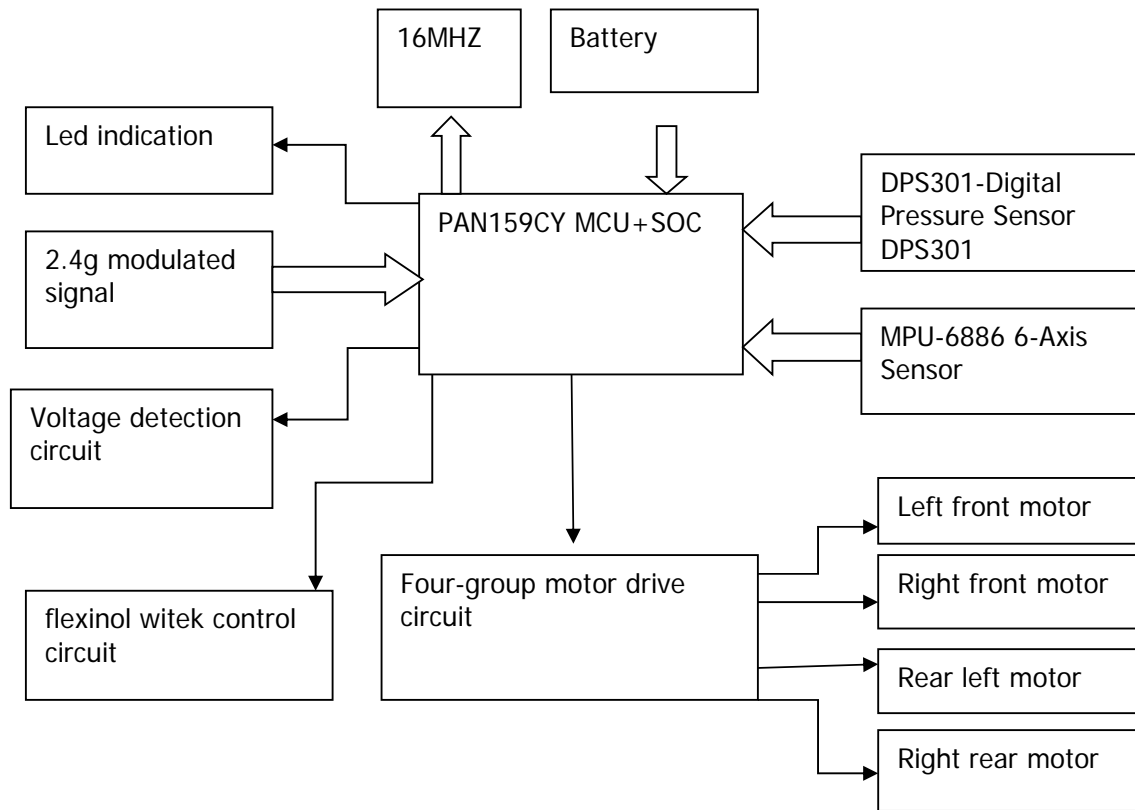 16MHZ
Battery
Led indication
DPS301-Digital
Pressure Sensor
DPS301
PAN159CY MCU+SOC
2.4g modulated
signal
MPU-6886 6-Axis
Sensor
Voltage detection
circuit
Left front motor
Four-group motor drive
circuit
Right front motor
flexinol witek control
circuit
Rear left motor
Right rear motor